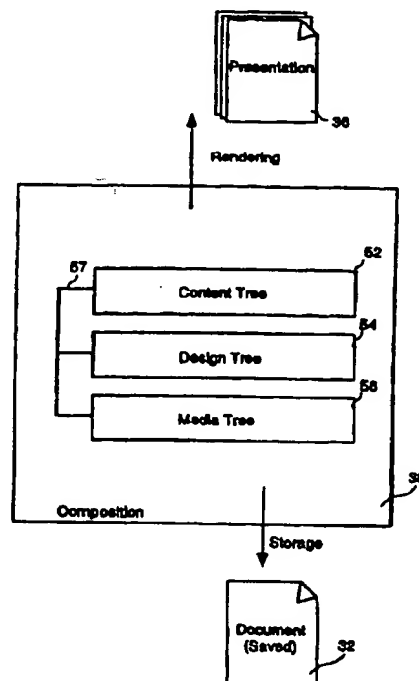 Presentation
36
Rendering
52
57
Content Tree
54
Design Tree
56
Media Tree
Composition
Storage
Document
(Saved)
32